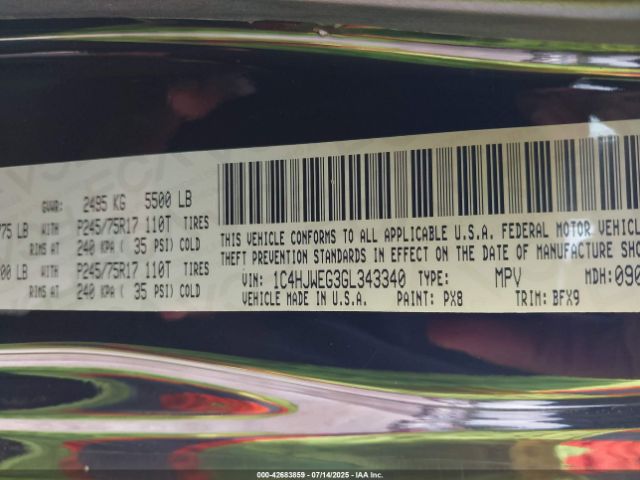 GVWR: 2495 KG 5500 LB
775 LB WITH P245/75R17 110T TIRES
RIMS AT 240 KPA ( 35 PSI) COLD
00 LB WITH P245/75R17 110T TIRES
RIMS AT 240 KPA ( 35 PSI) COLD
THIS VEHICLE CONFORMS TO ALL APPLICABLE U.S.A. FEDERAL MOTOR VEHICLE
THEFT PREVENTION STANDARDS IN EFFECT ON THE DATE OF MANUFACTURE SHO
VIN: 1C4HJWEG3GL343340 TYPE: MPV MDH:090
VEHICLE MADE IN U.S.A. PAINT: PX8 TRIM: BFX9
000-42683859 | 07/14/2025 | IAA Inc.